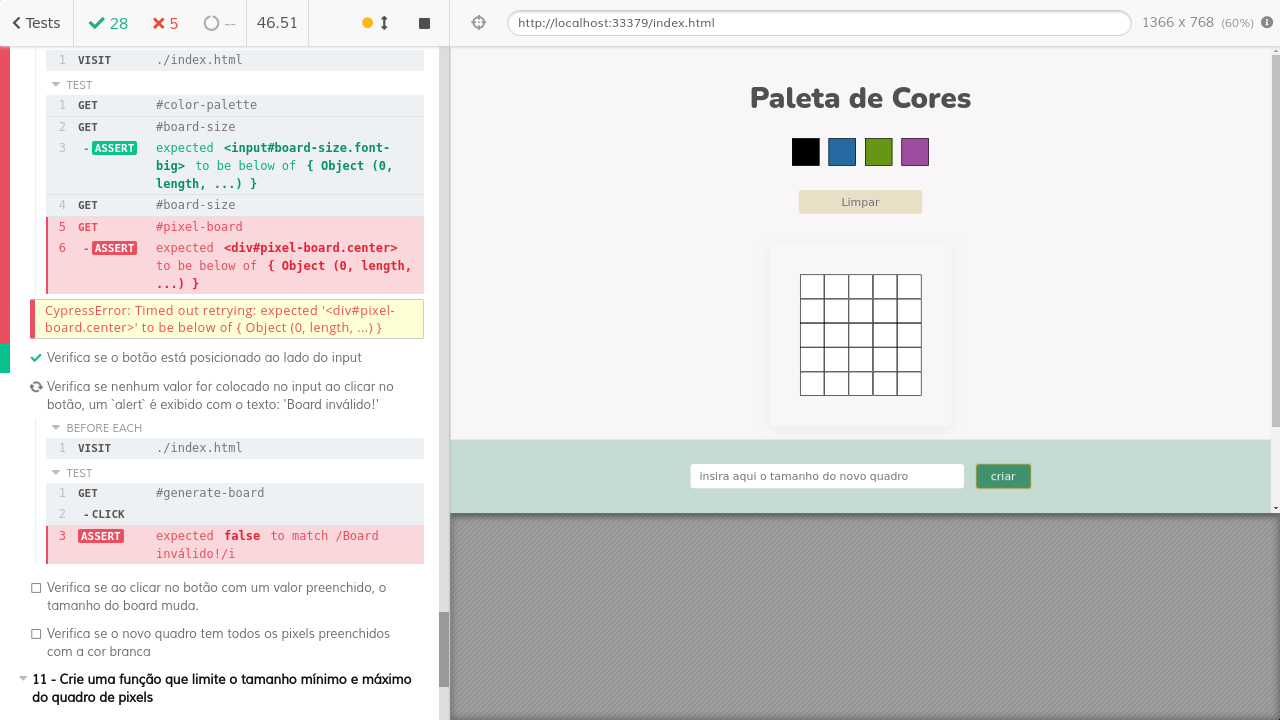 Tests
28
5
--
46.51
http://localhost:33379/index.html
1366 x 768 (60%)
1 VISIT ./index.html
TEST
1 GET #color-palette
2 GET #board-size
3 -ASSERT expected <input#board-size.font-
big> to be below of { Object (0,
length, ...) }
4 GET #board-size
5 GET #pixel-board
6 -ASSERT expected <div#pixel-board.center>
to be below of { Object (0, length,
...) }
CypressError: Timed out retrying: expected '<div#pixel-
board.center>' to be below of { Object (0, length, ...) }
Verifica se o botão está posicionado ao lado do input
Verifica se nenhum valor for colocado no input ao clicar no
botão, um `alert` é exibido com o texto: 'Board inválido!'
BEFORE EACH
1 VISIT ./index.html
TEST
1 GET #generate-board
2 -CLICK
3 ASSERT expected false to match /Board
inválido!/i
Verifica se ao clicar no botão com um valor preenchido, o
tamanho do board muda.
Verifica se o novo quadro tem todos os pixels preenchidos
com a cor branca
11 - Crie uma função que limite o tamanho mínimo e máximo
do quadro de pixels
Paleta de Cores
Limpar
insira aqui o tamanho do novo quadro
criar